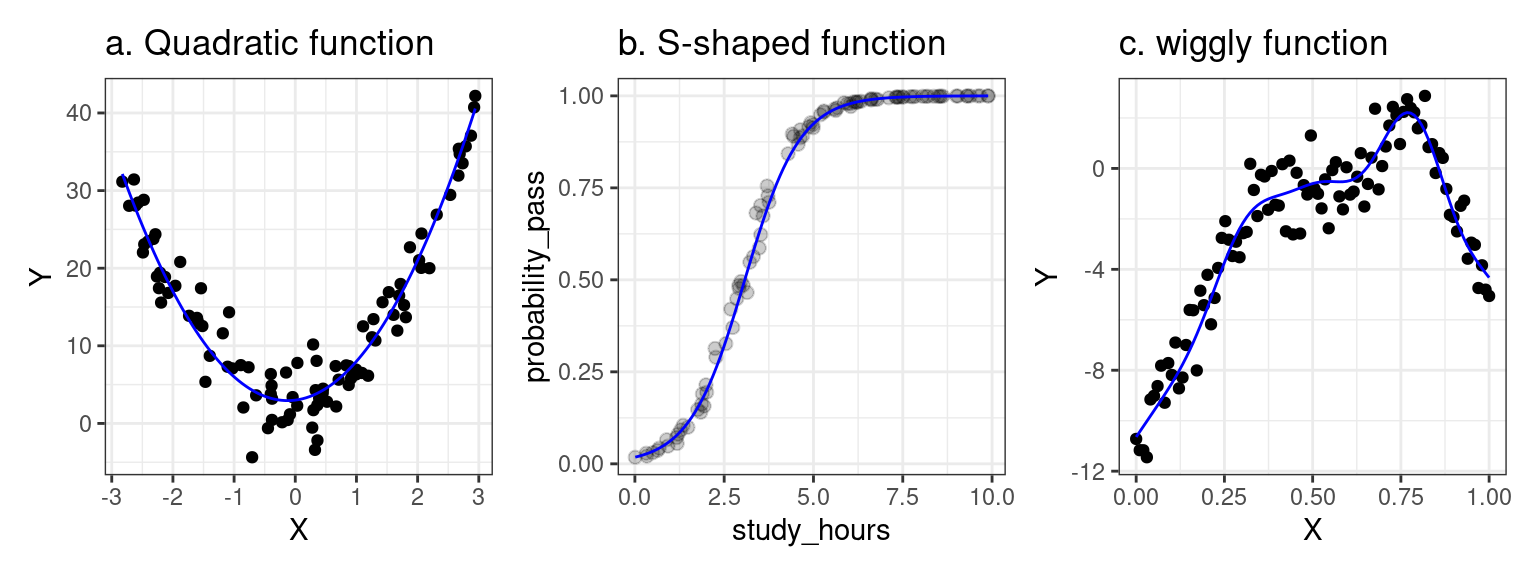 a. Quadratic function
40
30
20
10
0
Y
-3 -2 -1 0 1 2 3
X
b. S-shaped function
1.00
0.75
0.50
0.25
0.00
probability_pass
0.0 2.5 5.0 7.5 10.0
study_hours
c. wiggly function
0
-4
-8
-12
Y
0.00 0.25 0.50 0.75 1.00
X